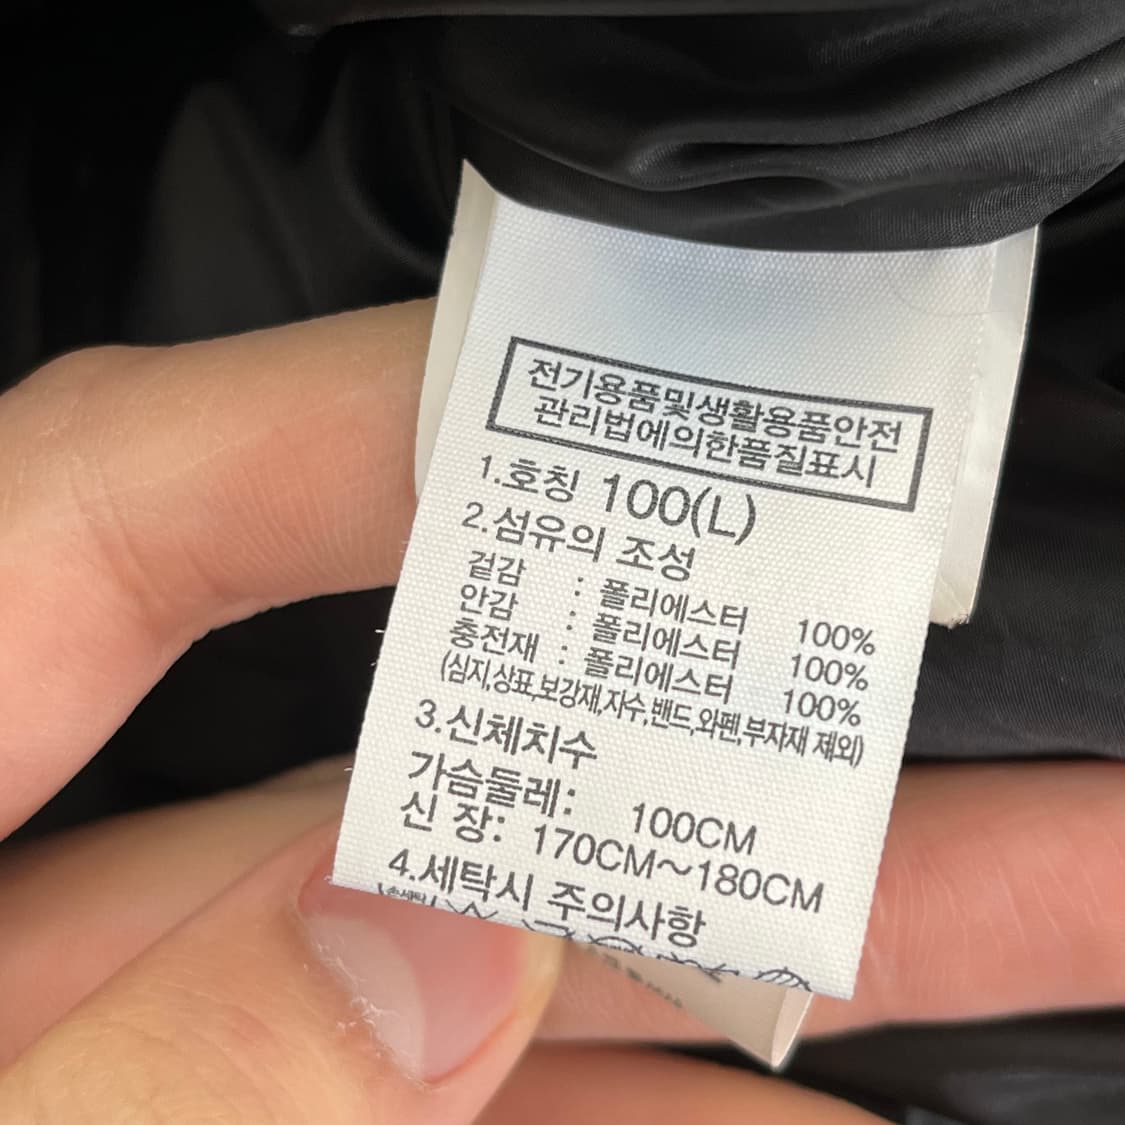 전기용품및생활용품안전
관리법에의한품질표시
1.호칭 100(L)
2.섬유의 조성
겉감 : 폴리에스터 100%
안감 : 폴리에스터 100%
충전재 : 폴리에스터 100%
(심지,상표,보강재,자수,밴드,와펜,부자재 제외)
3.신체치수
가슴둘레: 100CM
신 장: 170CM~180CM
4.세탁시 주의사항